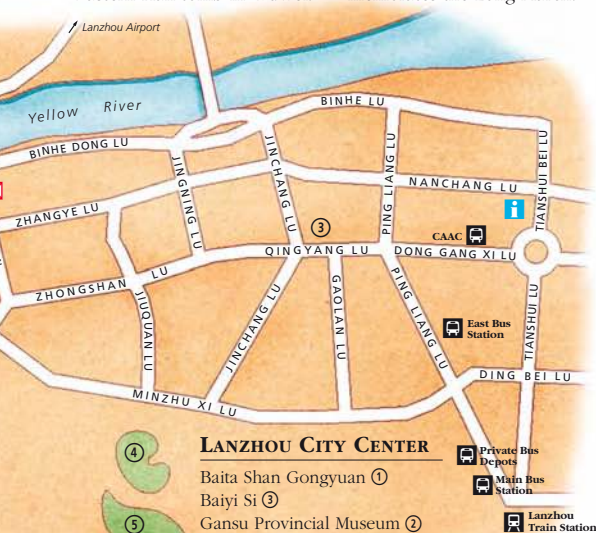 Lanzhou Airport
Yellow River
BINHE LU
BINHE DONG LU
JINGNING LU
JINCHANG LU
PING LIANG LU
NANCHANG LU
TIANSHUI BEI LU
i
ZHANGYE LU
③
CAAC
QINGYANG LU
DONG GANG XI LU
ZHONGSHAN LU
JIUQUAN LU
JINCHANG LU
GAOLAN LU
PING LIANG LU
TIANSHUI LU
East Bus
Station
DING BEI LU
MINZHU XI LU
④
LANZHOU CITY CENTER
Private Bus
Depots
Baita Shan Gongyuan ①
Main Bus
Station
Baiyi Si ③
⑤
Gansu Provincial Museum ②
Lanzhou
Train Station